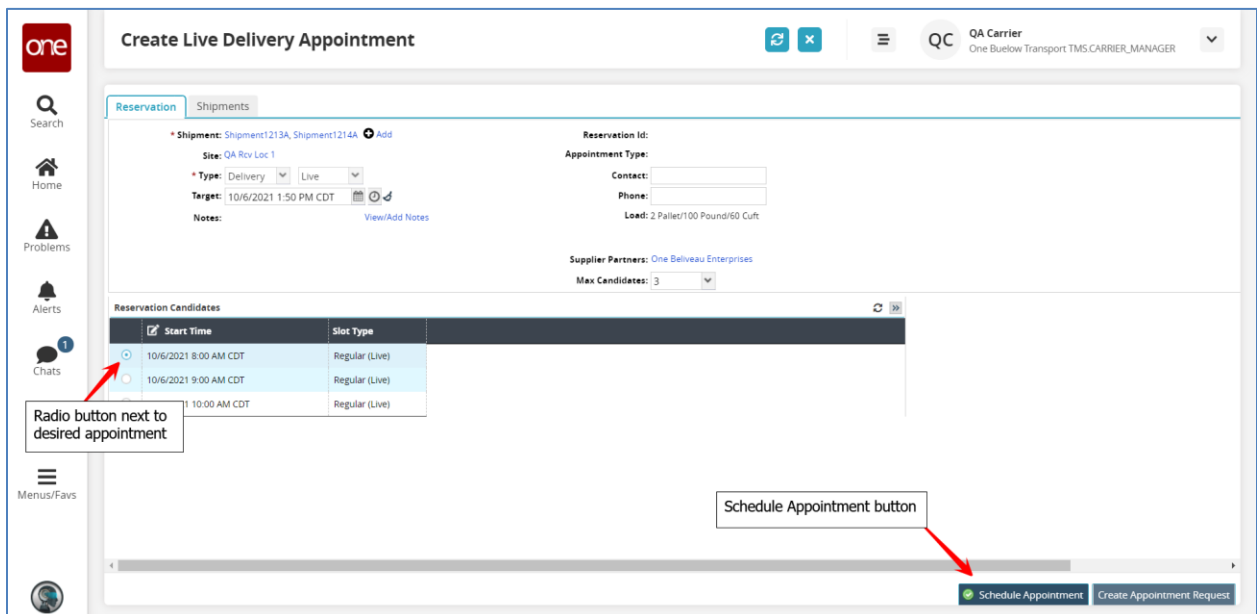 one
Create Live Delivery Appointment
QC
QA Carrier
One Buelow Transport TMS.CARRIER_MANAGER
Search
Home
Problems
Alerts
1
Chats
Menus/Favs
Reservation
Shipments
* Shipment: Shipment1213A, Shipment1214A Add
Site: QA Rcv Loc 1
* Type: Delivery Live
Target: 10/6/2021 1:50 PM CDT
Notes: View/Add Notes
Reservation Id:
Appointment Type:
Contact:
Phone:
Load: 2 Pallet/100 Pound/60 Cuft
Supplier Partners: One Beliveau Enterprises
Max Candidates: 3
Reservation Candidates
Start Time Slot Type
10/6/2021 8:00 AM CDT Regular (Live)
10/6/2021 9:00 AM CDT Regular (Live)
1 10:00 AM CDT Regular (Live)
Radio button next to
desired appointment
Schedule Appointment button
Schedule Appointment
Create Appointment Request